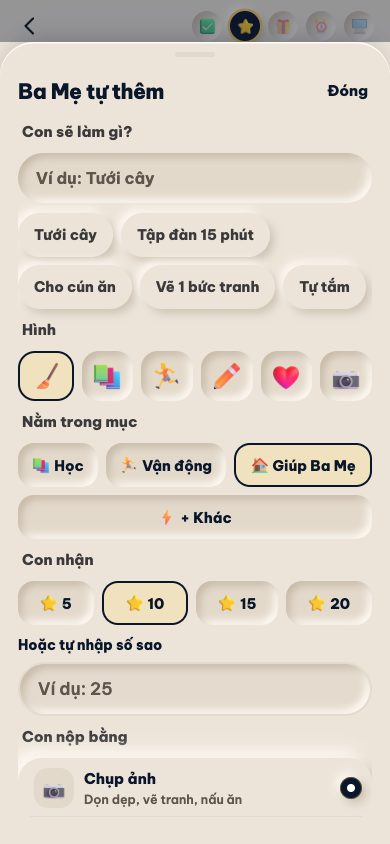 Ba Mẹ tự thêm
Đóng
Con sẽ làm gì?
Ví dụ: Tưới cây
Tưới cây
Tập đàn 15 phút
Cho cún ăn
Vẽ 1 bức tranh
Tự tắm
Hình
Nằm trong mục
Học
Vận động
Giúp Ba Mẹ
+ Khác
Con nhận
5
10
15
20
Hoặc tự nhập số sao
Ví dụ: 25
Con nộp bằng
Chụp ảnh
Dọn dẹp, vẽ tranh, nấu ăn